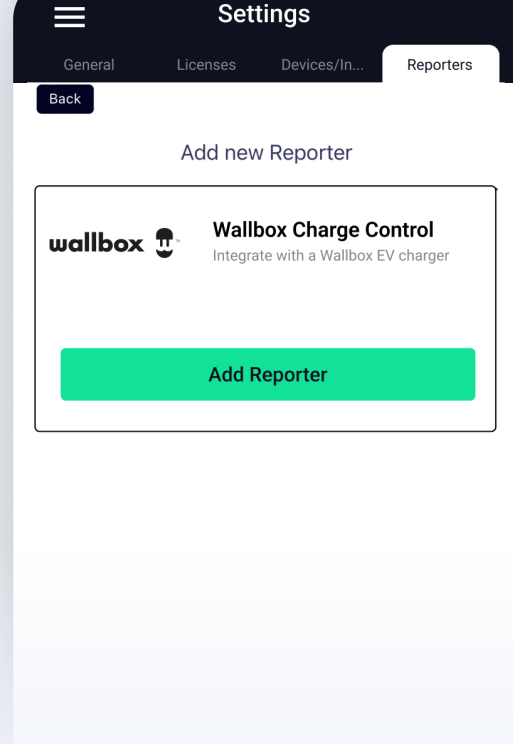 Settings
General Licenses Devices/In... Reporters
Back
Add new Reporter
wallbox ™ Wallbox Charge Control
Integrate with a Wallbox EV charger
Add Reporter